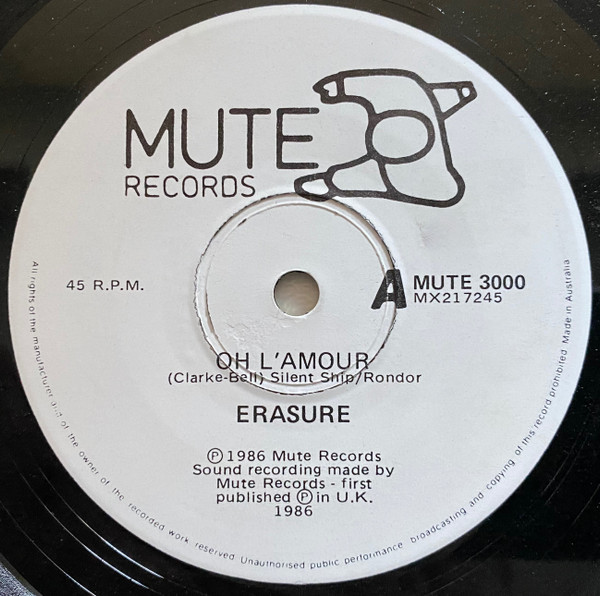 MUTE
RECORDS
45 R.P.M.
A MUTE 3000
MX217245
OH L'AMOUR
(Clarke-Bell) Silent Ship/Rondor
ERASURE
Ⓟ1986 Mute Records
Sound recording made by
Mute Records - first
published Ⓟ in U.K.
1986
All rights of the manufacturer and of the owner of the recorded work reserved. Unauthorised public performance, broadcasting and copying of this record prohibited. Made in Australia